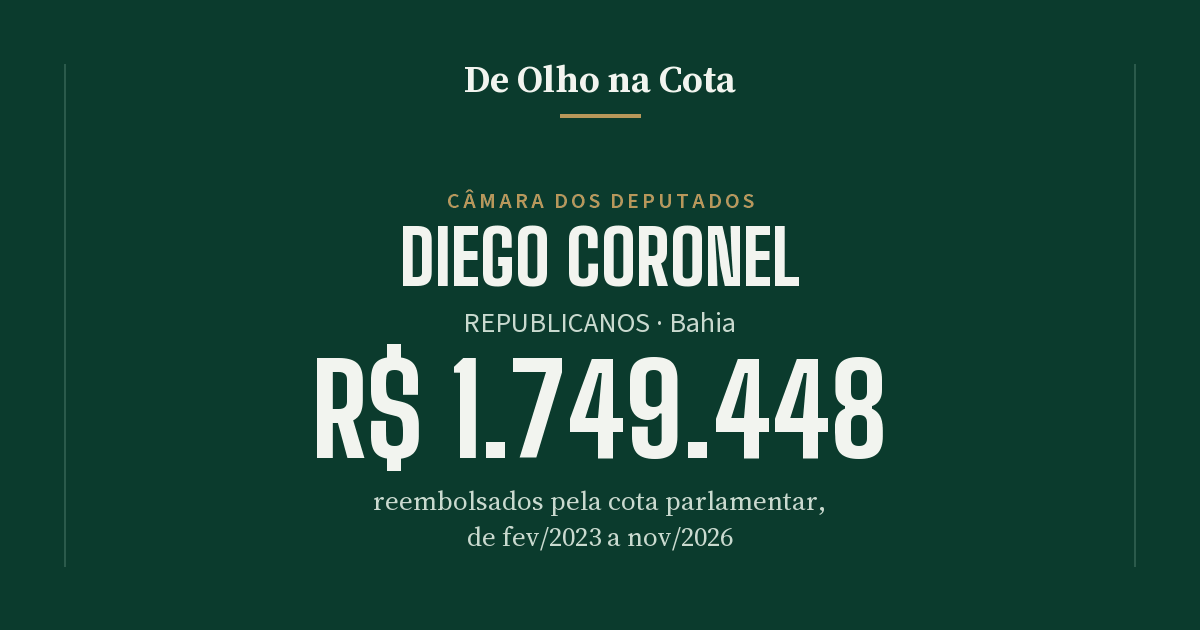 De Olho na Cota
CÂMARA DOS DEPUTADOS
DIEGO CORONEL
REPUBLICANOS · Bahia
R$ 1.749.448
reembolsados pela cota parlamentar,
de fev/2023 a nov/2026